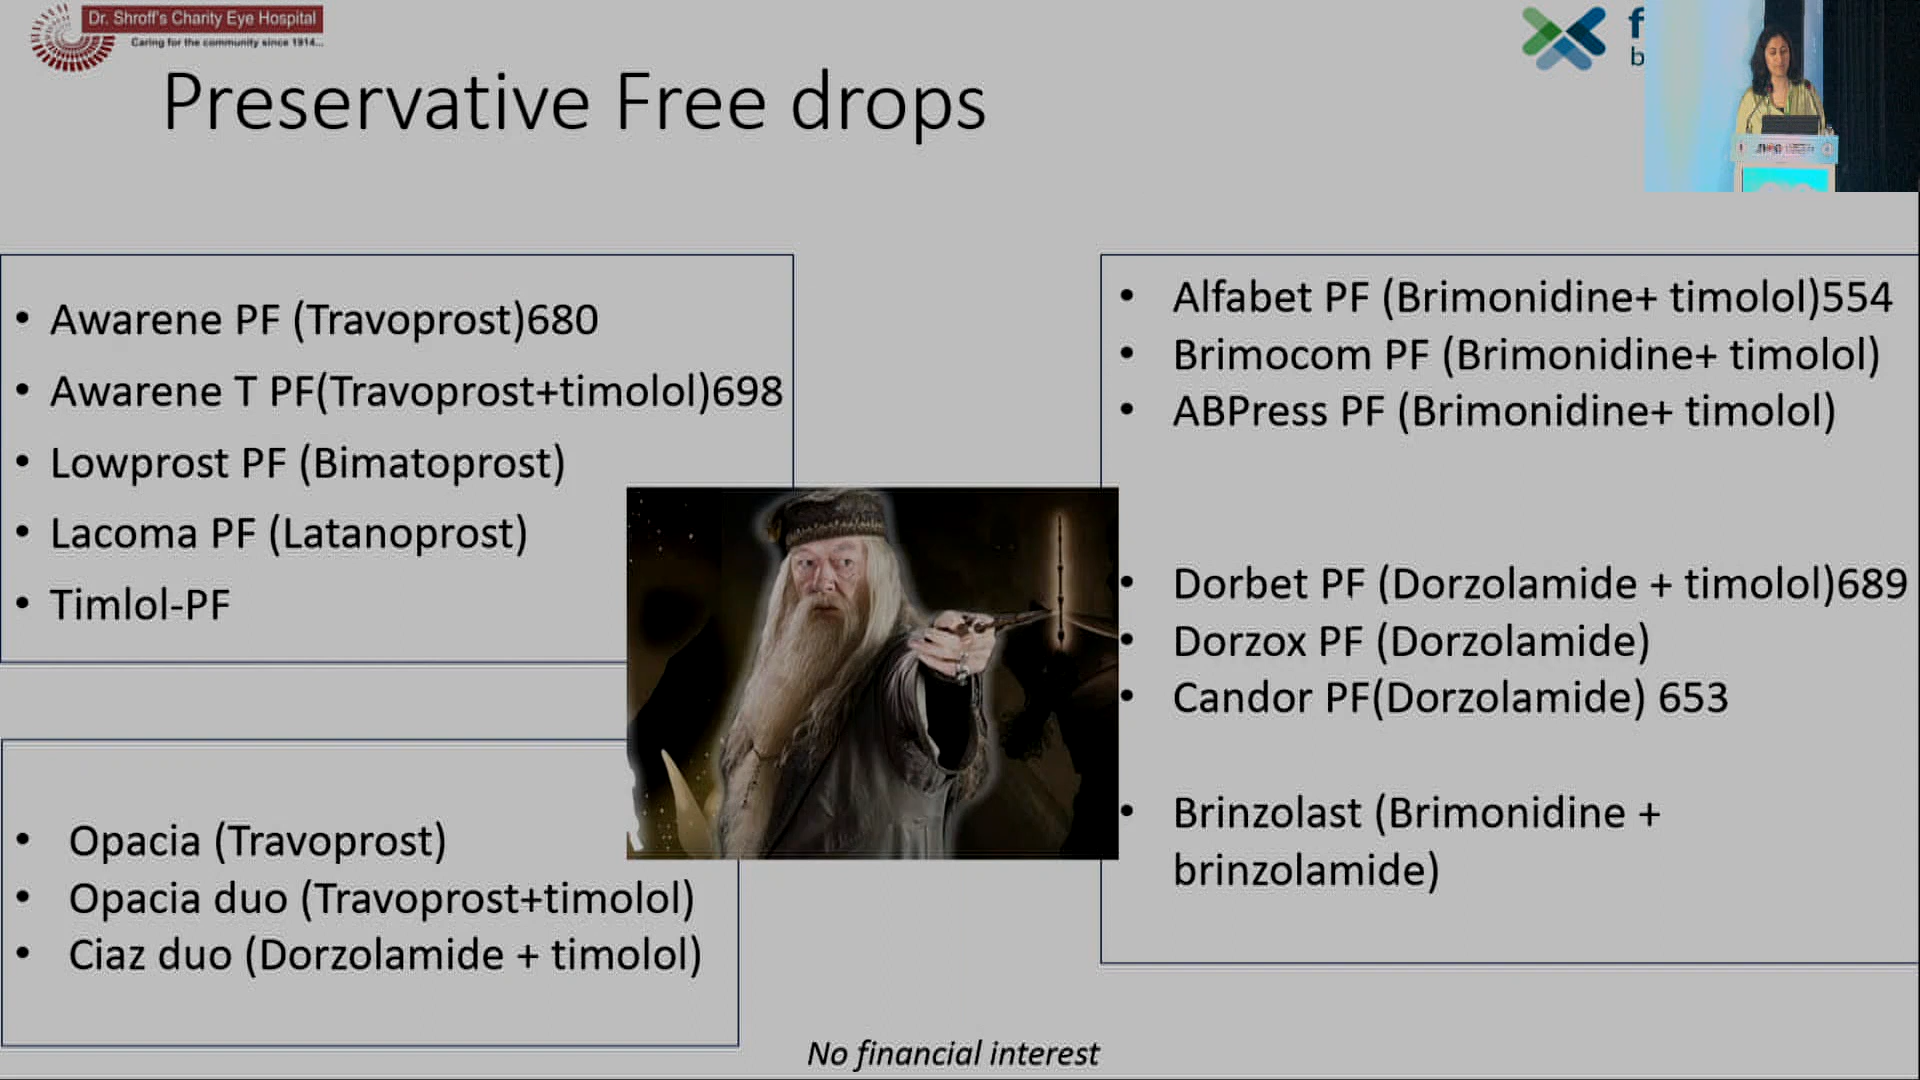 Dr. Shroff's Charity Eye Hospital
Caring for the community since 1914...
Preservative Free drops
• Awarene PF (Travoprost)680
• Awarene T PF(Travoprost+timolol)698
• Lowprost PF (Bimatoprost)
• Lacoma PF (Latanoprost)
• Timlol-PF
• Opacia (Travoprost)
• Opacia duo (Travoprost+timolol)
• Ciaz duo (Dorzolamide + timolol)
• Alfabet PF (Brimonidine+ timolol)554
• Brimocom PF (Brimonidine+ timolol)
• ABPress PF (Brimonidine+ timolol)
• Dorbet PF (Dorzolamide + timolol)689
• Dorzox PF (Dorzolamide)
• Candor PF(Dorzolamide) 653
• Brinzolast (Brimonidine +
brinzolamide)
No financial interest